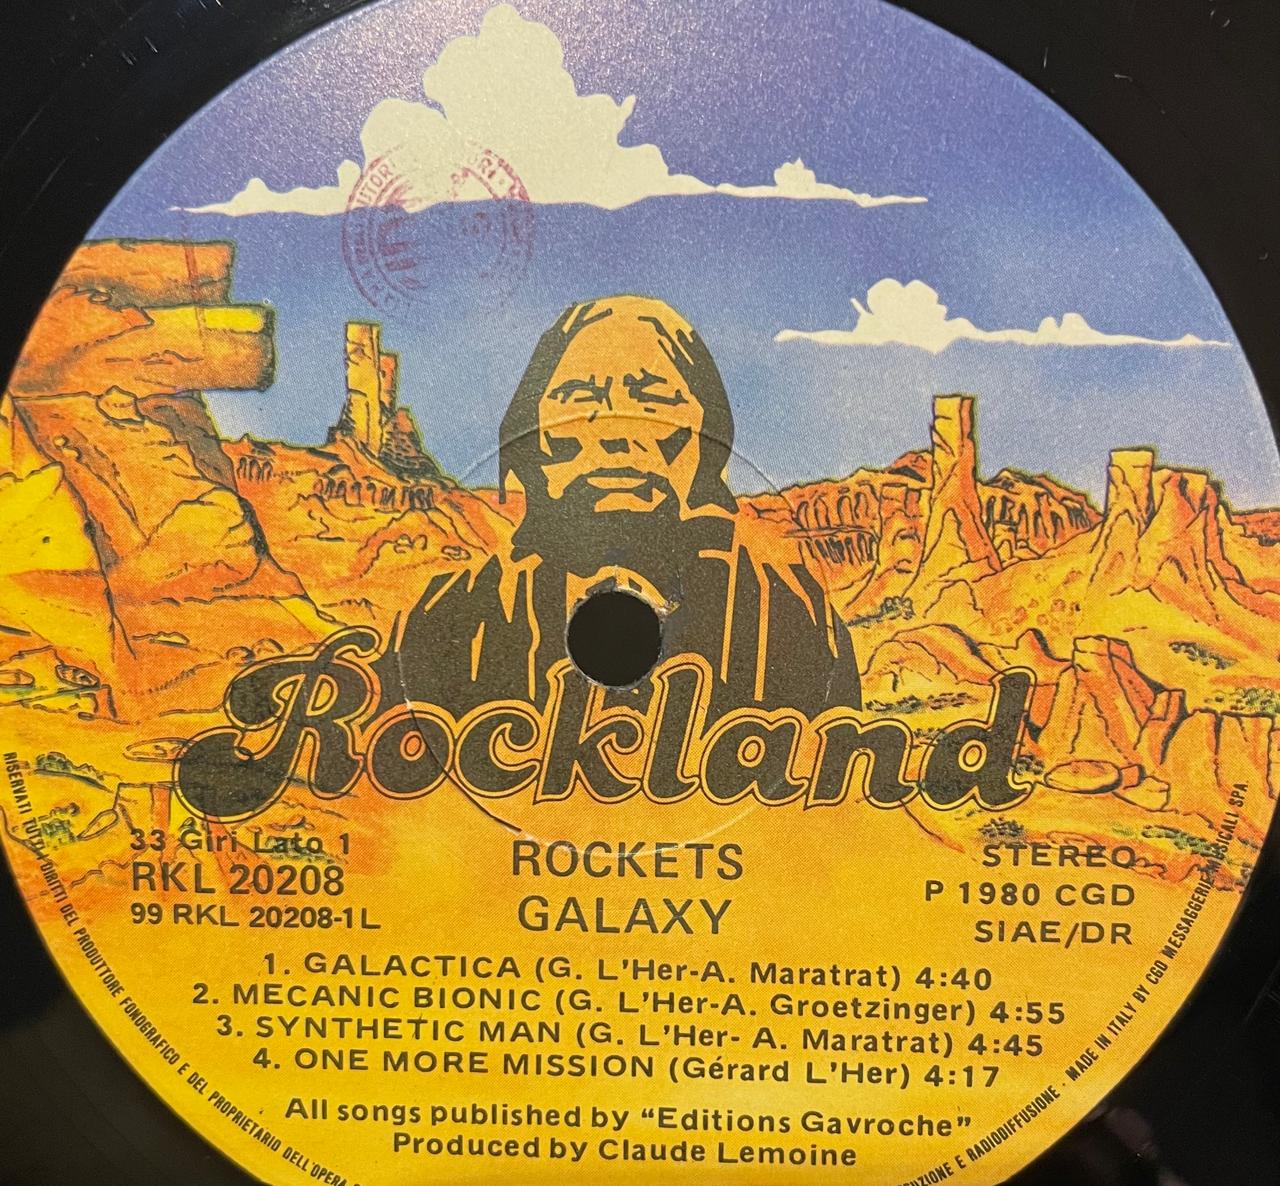 Rockland
33 Giri Lato 1
RKL 20208
99 RKL 20208-1L
ROCKETS
GALAXY
STEREO
P 1980 CGD
SIAE/DR
1. GALACTICA (G. L'Her-A. Maratrat) 4:40
2. MECANIC BIONIC (G. L'Her-A. Groetzinger) 4:55
3. SYNTHETIC MAN (G. L'Her- A. Maratrat) 4:45
4. ONE MORE MISSION (Gérard L'Her) 4:17
All songs published by “Editions Gavroche”
Produced by Claude Lemoine
RISERVATI TUTTI I DIRITTI DEL PRODUTTORE FONOGRAFICO E DEL PROPRIETARIO DELL'OPERA
E RADIODIFFUSIONE · MADE IN ITALY BY CGD MESSAGGERIE MUSICALI SPA